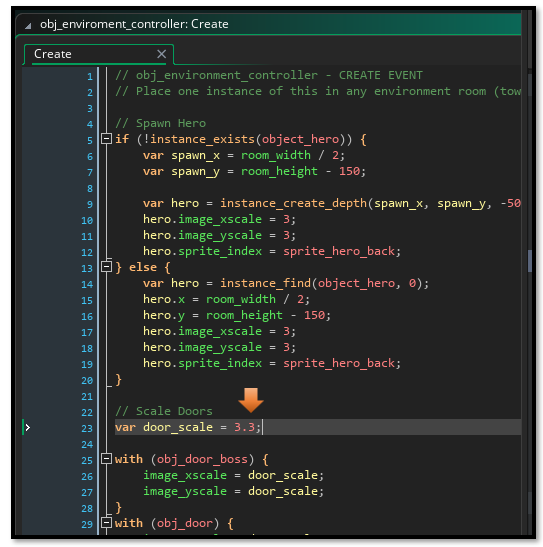 obj_enviroment_controller: Create
Create
1 // obj_environment_controller - CREATE EVENT
2 // Place one instance of this in any environment room (tow
3
4 // Spawn Hero
5 if (!instance_exists(object_hero)) {
6 var spawn_x = room_width / 2;
7 var spawn_y = room_height - 150;
8
9 var hero = instance_create_depth(spawn_x, spawn_y, -50
10 hero.image_xscale = 3;
11 hero.image_yscale = 3;
12 hero.sprite_index = sprite_hero_back;
13 } else {
14 var hero = instance_find(object_hero, 0);
15 hero.x = room_width / 2;
16 hero.y = room_height - 150;
17 hero.image_xscale = 3;
18 hero.image_yscale = 3;
19 hero.sprite_index = sprite_hero_back;
20 }
21
22 // Scale Doors
23 var door_scale = 3.3;
24
25 with (obj_door_boss) {
26 image_xscale = door_scale;
27 image_yscale = door_scale;
28 }
29 with (obj_door) {